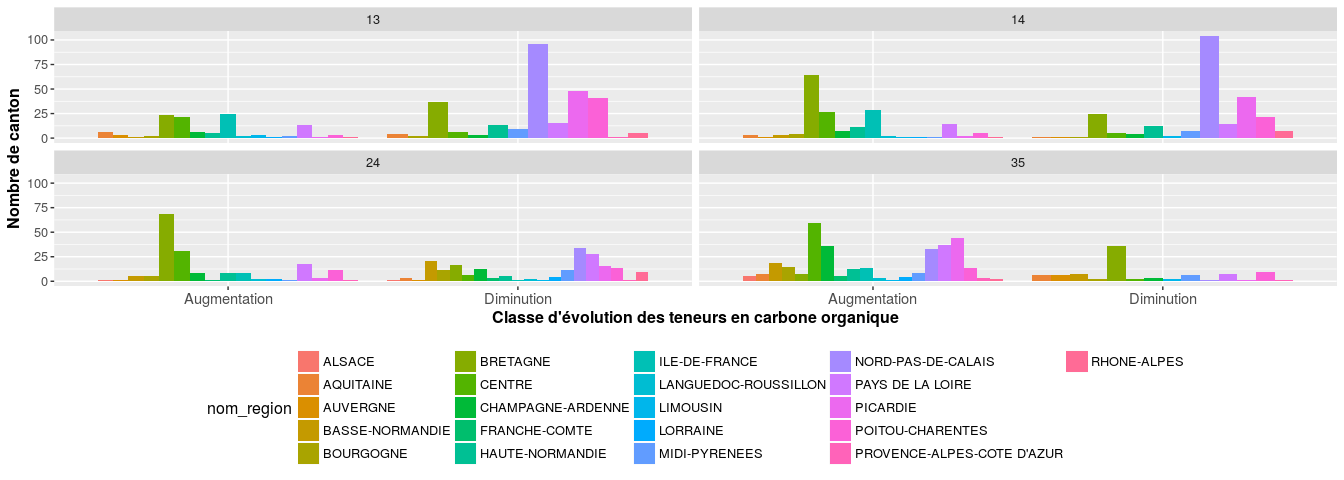 13
14
100
75
50
25
0
24
35
100
75
50
25
0
Nombre de canton
Augmentation
Diminution
Augmentation
Diminution
Classe d'évolution des teneurs en carbone organique
nom_region
ALSACE
AQUITAINE
AUVERGNE
BASSE-NORMANDIE
BOURGOGNE
BRETAGNE
CENTRE
CHAMPAGNE-ARDENNE
FRANCHE-COMTE
HAUTE-NORMANDIE
ILE-DE-FRANCE
LANGUEDOC-ROUSSILLON
LIMOUSIN
LORRAINE
MIDI-PYRENEES
NORD-PAS-DE-CALAIS
PAYS DE LA LOIRE
PICARDIE
POITOU-CHARENTES
PROVENCE-ALPES-COTE D'AZUR
RHONE-ALPES